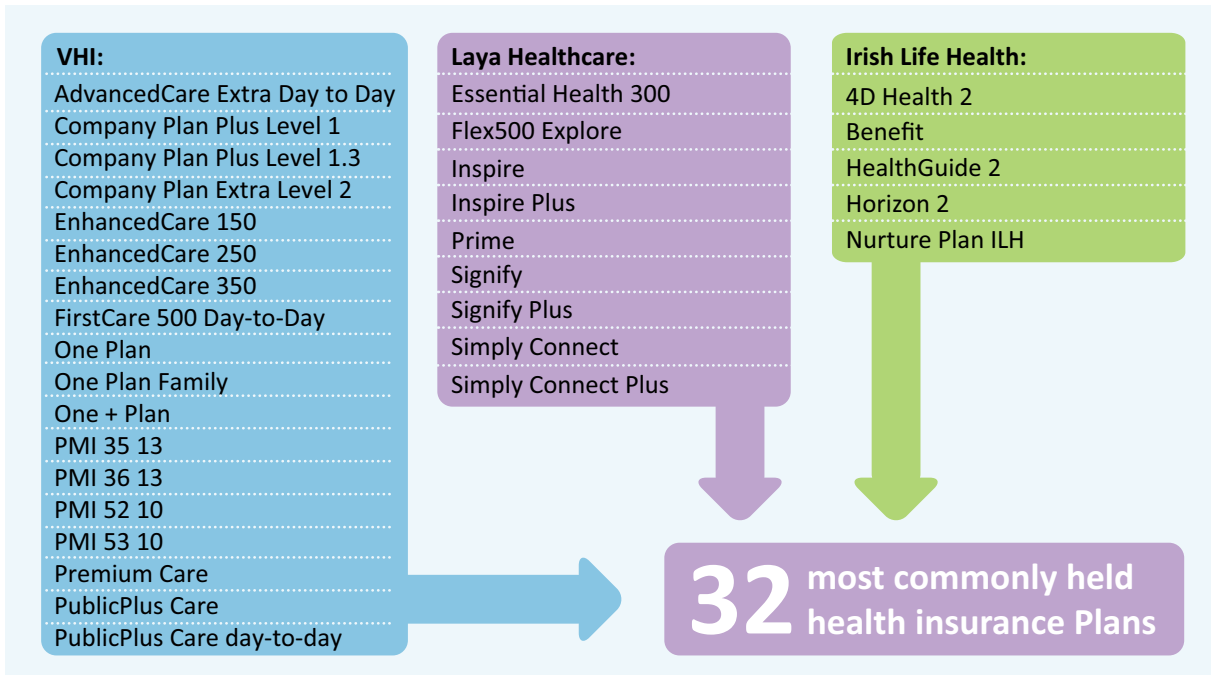 VHI:
AdvancedCare Extra Day to Day
Company Plan Plus Level 1
Company Plan Plus Level 1.3
Company Plan Extra Level 2
EnhancedCare 150
EnhancedCare 250
EnhancedCare 350
FirstCare 500 Day-to-Day
One Plan
One Plan Family
One + Plan
PMI 35 13
PMI 36 13
PMI 52 10
PMI 53 10
Premium Care
PublicPlus Care
PublicPlus Care day-to-day
Laya Healthcare:
Essential Health 300
Flex500 Explore
Inspire
Inspire Plus
Prime
Signify
Signify Plus
Simply Connect
Simply Connect Plus
Irish Life Health:
4D Health 2
Benefit
HealthGuide 2
Horizon 2
Nurture Plan ILH
32 most commonly held
health insurance Plans